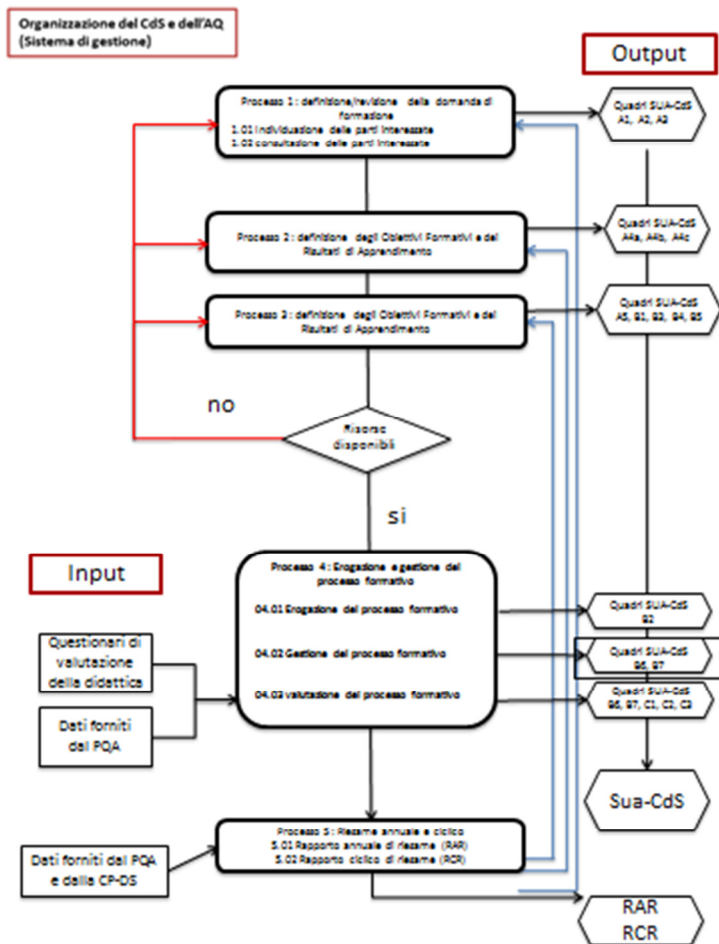 Organizzazione del CdS e dell'AQ
(Sistema di gestione)
Output
Processo 1: definizione/revisione della domanda di
formazione
1.01 individuazione delle parti interessate
1.02 consultazione delle parti interessate
Quadri SUA-CdS
A1, A2, A3
Processo 2: definizione degli Obiettivi Formativi e dei
Risultati di Apprendimento
Quadri SUA-CdS
A4a, A4b, A4c
Processo 3: definizione degli Obiettivi Formativi e dei
Risultati di Apprendimento
Quadri SUA-CdS
A5, B1, B3, B4, B5
no
Risorse
disponibili
si
Input
Processo 4: Erogazione e gestione del
processo formativo
04.01 Erogazione del processo formativo
04.02 Gestione del processo formativo
04.03 valutazione del processo formativo
Quadri SUA-CdS
B2
Quadri SUA-CdS
B6, B7
Quadri SUA-CdS
B6, B7, C1, C2, C3
Questionari di
valutazione
della didattica
Dati forniti
dal PQA
Sua-CdS
Processo 5: Riesame annuale e ciclico
5.01 Rapporto annuale di riesame (RAR)
5.02 Rapporto ciclico di riesame (RCR)
Dati forniti dal PQA
e dalla CP-DS
RAR
RCR